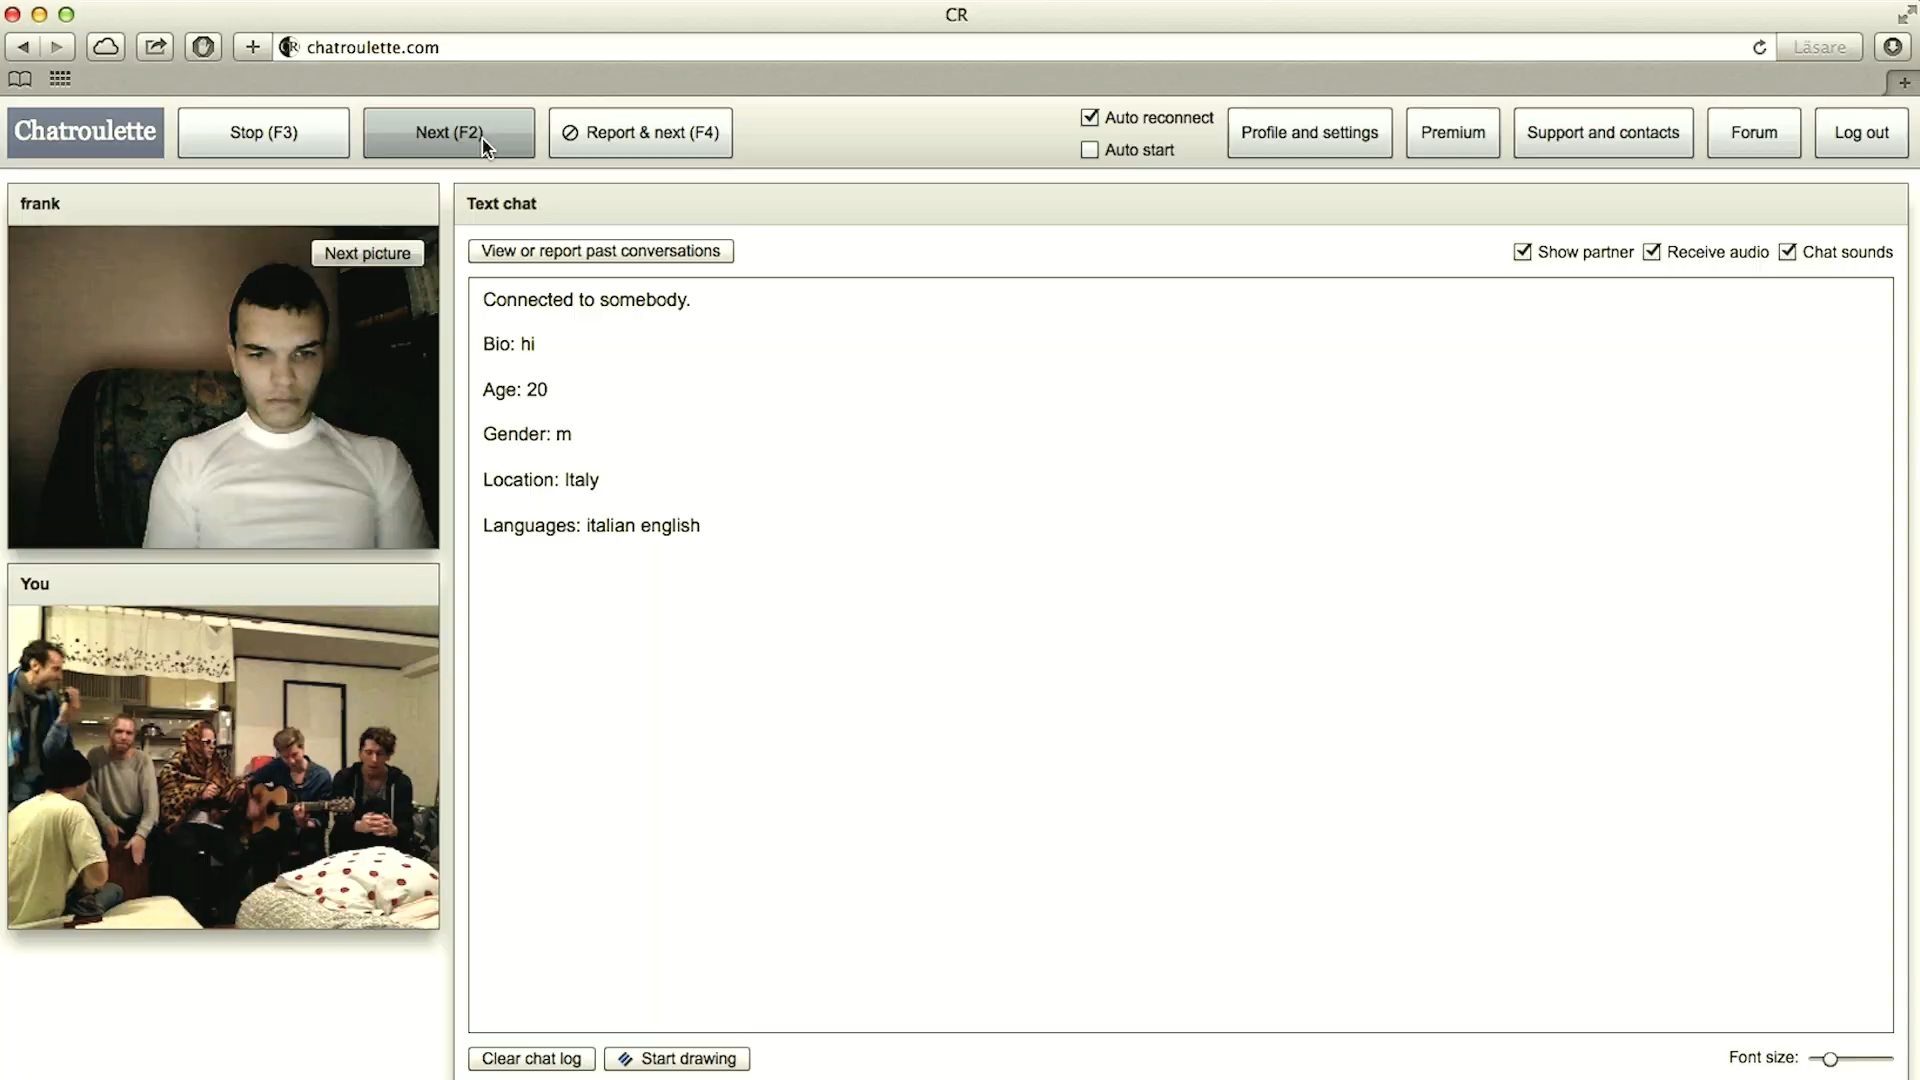 CR
chatroulette.com
Läsare
Chatroulette
Stop (F3)
Next (F2)
Report & next (F4)
Auto reconnect
Auto start
Profile and settings
Premium
Support and contacts
Forum
Log out
frank
Next picture
Text chat
View or report past conversations
Show partner
Receive audio
Chat sounds
Connected to somebody.
Bio: hi
Age: 20
Gender: m
Location: Italy
Languages: italian english
You
Clear chat log
Start drawing
Font size: